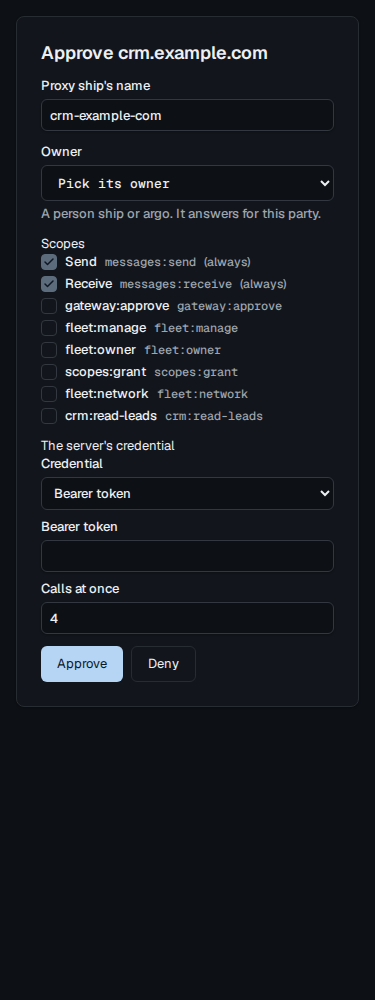 Approve crm.example.com
Proxy ship's name
crm-example-com
Owner
Pick its owner
A person ship or argo. It answers for this party.
Scopes
Send messages:send (always)
Receive messages:receive (always)
gateway:approve gateway:approve
fleet:manage fleet:manage
fleet:owner fleet:owner
scopes:grant scopes:grant
fleet:network fleet:network
crm:read-leads crm:read-leads
The server's credential
Credential
Bearer token
Bearer token
Calls at once
4
Approve Deny